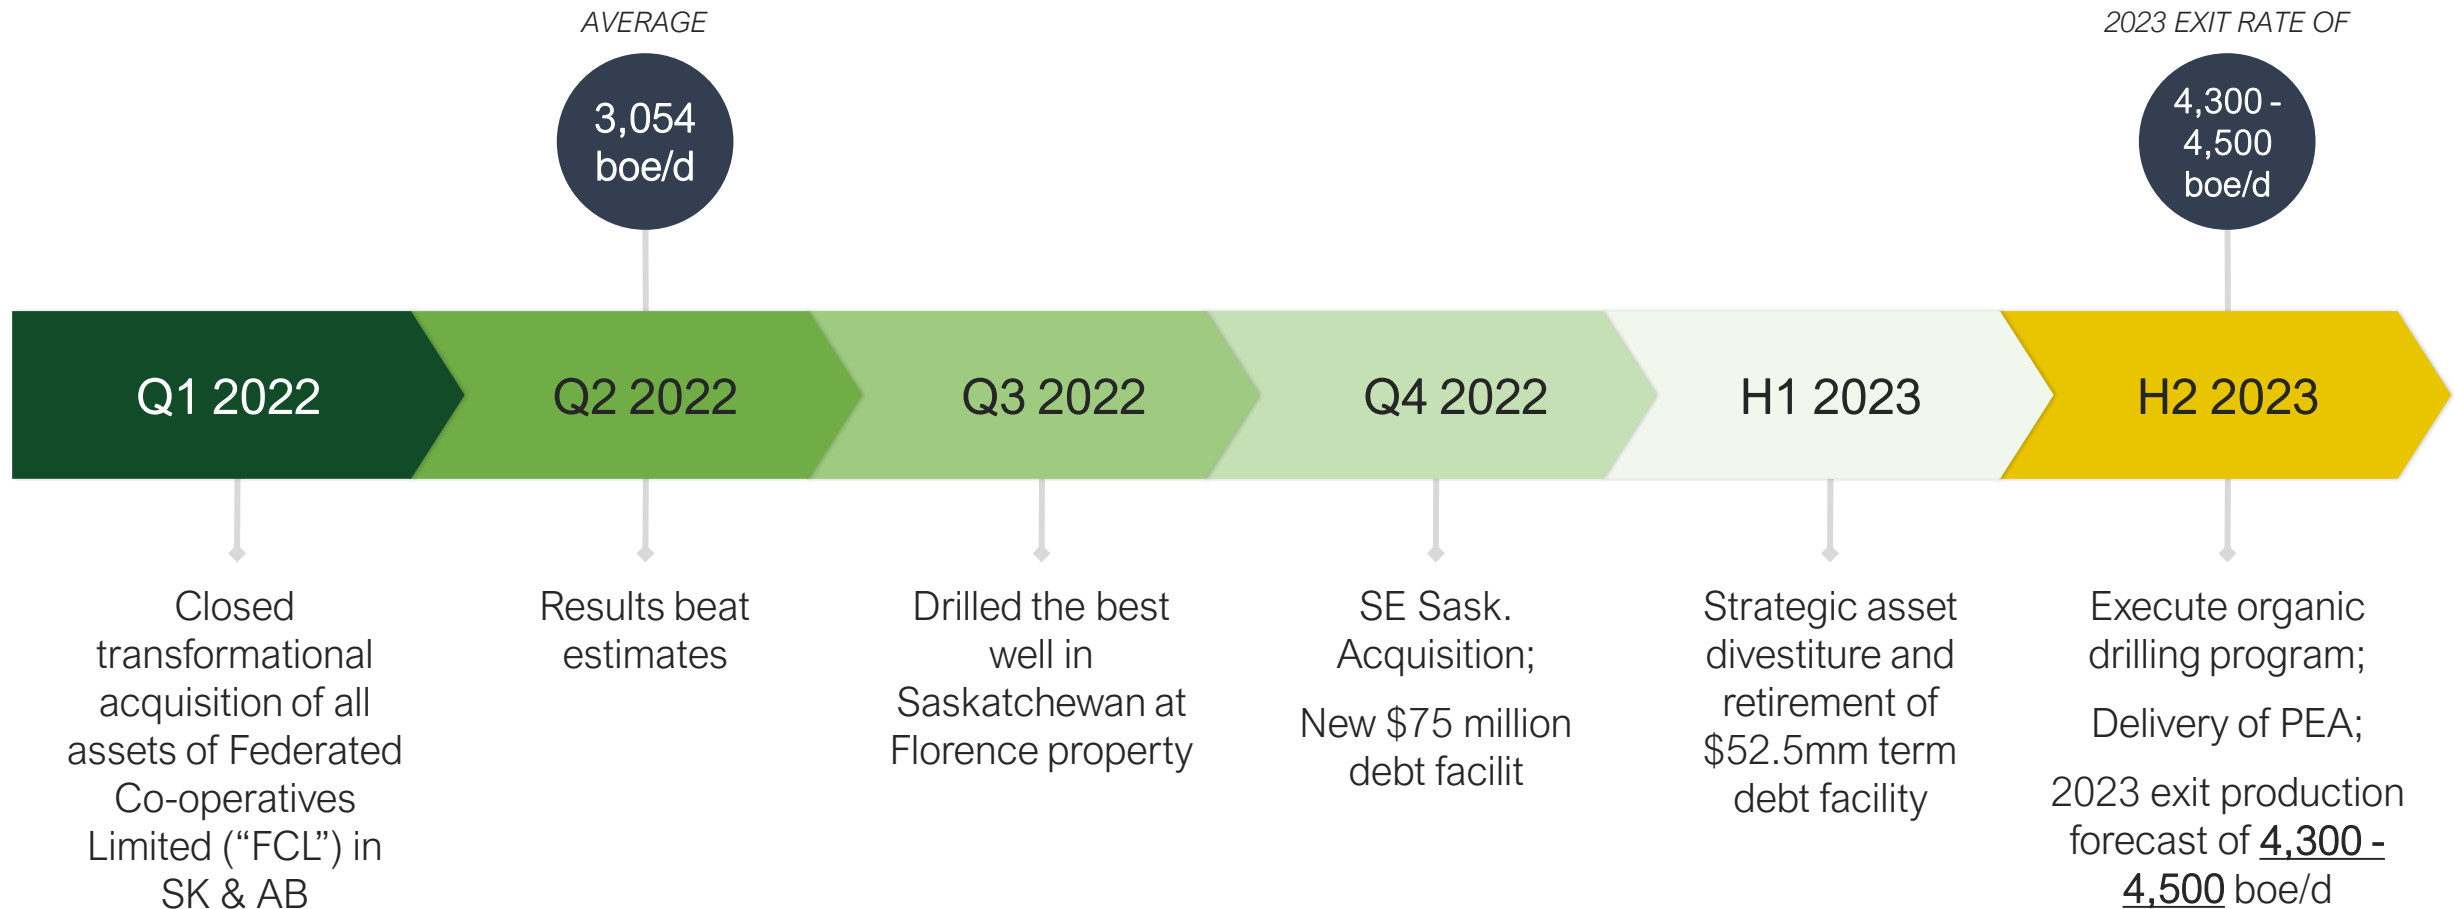 AVERAGE
2023 EXIT RATE OF
3,054
boe/d
4,300 -
4,500
boe/d
Q1 2022
Q2 2022
Q3 2022
Q4 2022
H1 2023
H2 2023
Closed
transformational
acquisition of all
assets of Federated
Co-operatives
Limited (“FCL”) in
SK & AB
Results beat
estimates
Drilled the best
well in
Saskatchewan at
Florence property
SE Sask.
Acquisition;
New $75 million
debt facilit
Strategic asset
divestiture and
retirement of
$52.5mm term
debt facility
Execute organic
drilling program;
Delivery of PEA;
2023 exit production
forecast of 4,300 -
4,500 boe/d